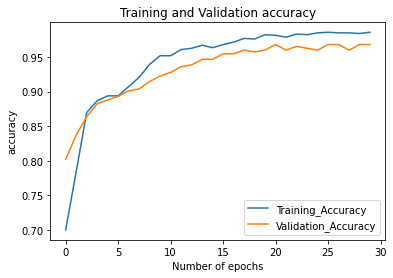 Training and Validation accuracy
accuracy
0.95
0.90
0.85
0.80
0.75
0.70
Training_Accuracy
Validation_Accuracy
0 5 10 15 20 25 30
Number of epochs